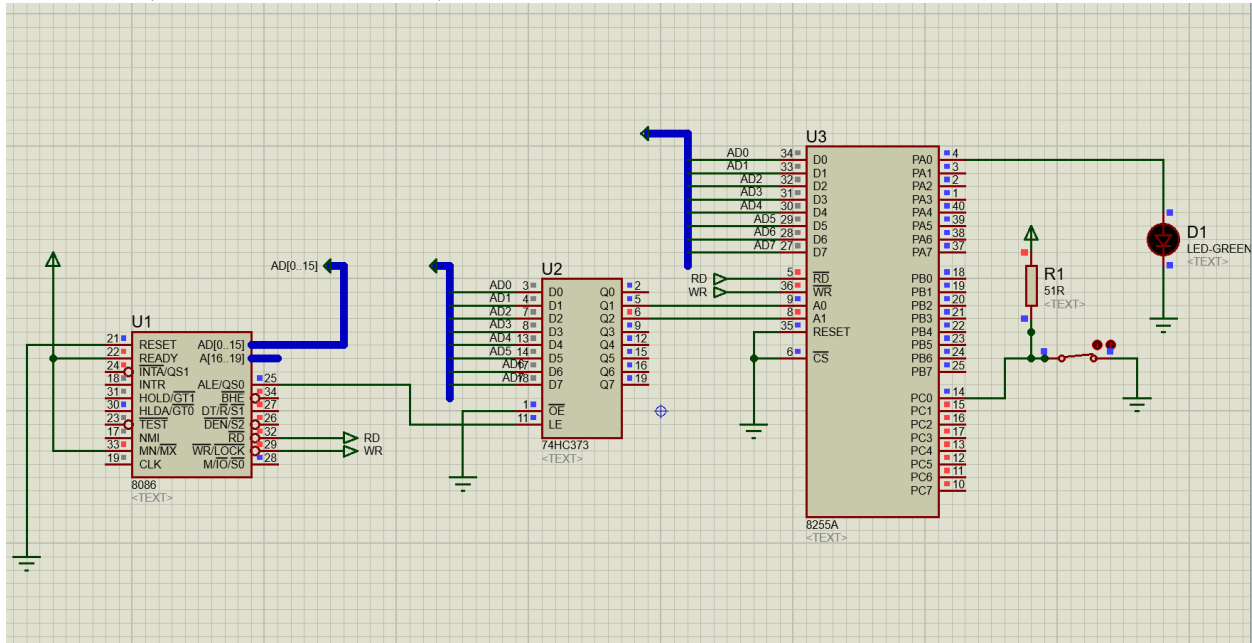 U1
21 RESET AD[0..15]
22 READY A[16..19]
24 INTA/QS1
18 INTR ALE/QS0 25
31 HOLD/GT1 BHE 34
30 HLDA/GT0 DT/R/S1 27
23 TEST DEN/S2 26
17 NMI RD 32
33 MN/MX WR/LOCK 29
19 CLK M/IO/S0 28
8086
<TEXT>
AD[0..15]
RD
WR
U2
AD0 3 D0 Q0 2
AD1 4 D1 Q1 5
AD2 7 D2 Q2 6
AD3 8 D3 Q3 9
AD4 13 D4 Q4 12
AD5 14 D5 Q5 15
AD6 17 D6 Q6 16
AD7 18 D7 Q7 19
1 OE
11 LE
74HC373
<TEXT>
U3
AD0 34 D0 PA0 4
AD1 33 D1 PA1 3
AD2 32 D2 PA2 2
AD3 31 D3 PA3 1
AD4 30 D4 PA4 40
AD5 29 D5 PA5 39
AD6 28 D6 PA6 38
AD7 27 D7 PA7 37
RD 5 RD PB0 18
WR 36 WR PB1 19
9 A0 PB2 20
8 A1 PB3 21
35 RESET PB4 22
PB5 23
6 CS PB6 24
PB7 25
PC0 14
PC1 15
PC2 16
PC3 17
PC4 13
PC5 12
PC6 11
PC7 10
8255A
<TEXT>
R1
51R
<TEXT>
D1
LED-GREEN
<TEXT>